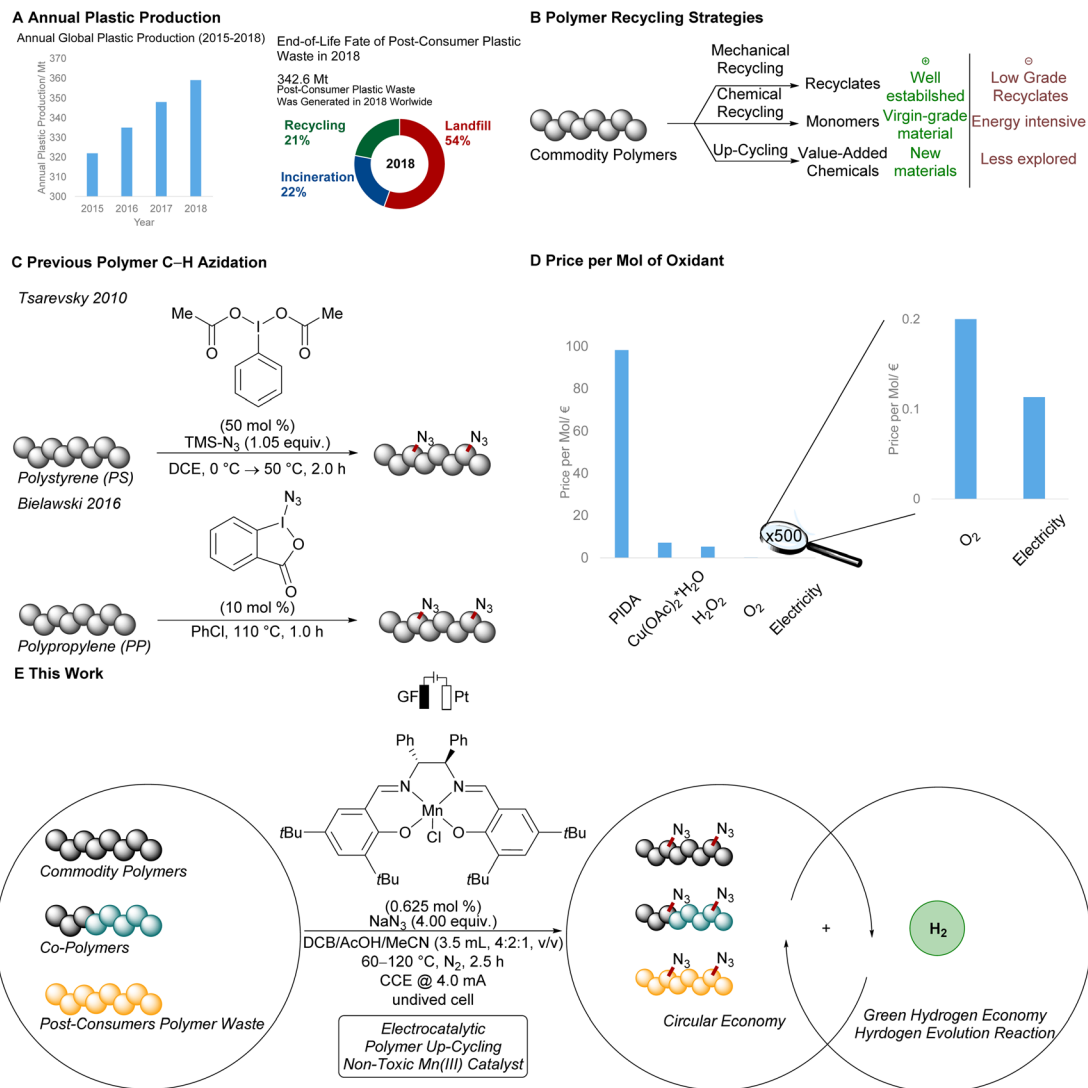 A Annual Plastic Production
Annual Global Plastic Production (2015-2018)
Annual Plastic Production/ Mt
370
360
350
340
330
320
310
300
2015 2016 2017 2018
Year
End-of-Life Fate of Post-Consumer Plastic
Waste in 2018
342.6 Mt
Post-Consumer Plastic Waste
Was Generated in 2018 Worlwide
Recycling
21%
Landfill
54%
2018
Incineration
22%
B Polymer Recycling Strategies
Commodity Polymers
Mechanical
Recycling
Chemical
Recycling
Up-Cycling
Recyclates
Monomers
Value-Added
Chemicals
+
Well
estabilshed
Virgin-grade
material
New
materials
−
Low Grade
Recyclates
Energy intensive
Less explored
C Previous Polymer C–H Azidation
Tsarevsky 2010
Me O I O Me
O O
(50 mol %)
TMS-N₃ (1.05 equiv.)
DCE, 0 °C → 50 °C, 2.0 h
Polystyrene (PS)
N₃ N₃
Bielawski 2016
N₃
I
O
O
(10 mol %)
PhCl, 110 °C, 1.0 h
Polypropylene (PP)
N₃ N₃
D Price per Mol of Oxidant
Price per Mol/ €
100
80
60
40
20
0
PIDA
Cu(OAc)₂*H₂O
H₂O₂
O₂
Electricity
x500
Price per Mol/ €
0.2
0.1
0
O₂
Electricity
E This Work
GF Pt
Ph Ph
N N
Mn
O O
Cl
tBu tBu
tBu tBu
(0.625 mol %)
NaN₃ (4.00 equiv.)
DCB/AcOH/MeCN (3.5 mL, 4:2:1, v/v)
60–120 °C, N₂, 2.5 h
CCE @ 4.0 mA
undived cell
Electrocatalytic
Polymer Up-Cycling
Non-Toxic Mn(III) Catalyst
Commodity Polymers
Co-Polymers
Post-Consumers Polymer Waste
N₃ N₃
N₃ N₃
N₃ N₃
Circular Economy
+
H₂
Green Hydrogen Economy
Hyrdogen Evolution Reaction